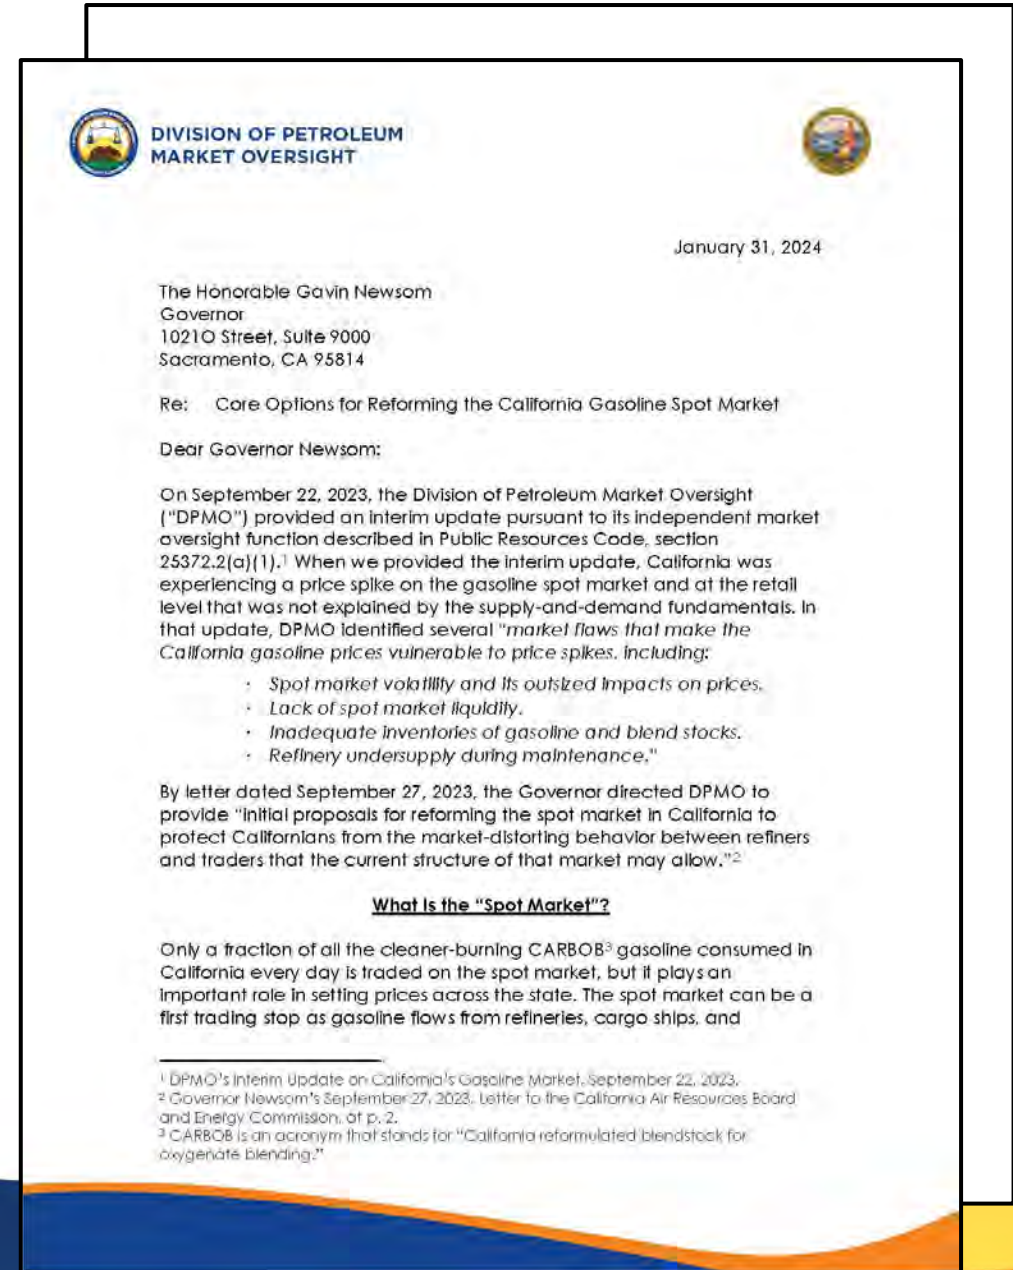 DIVISION OF PETROLEUM
MARKET OVERSIGHT
January 31, 2024
The Honorable Gavin Newsom
Governor
1021O Street, Suite 9000
Sacramento, CA 95814
Re: Core Options for Reforming the California Gasoline Spot Market
Dear Governor Newsom:
On September 22, 2023, the Division of Petroleum Market Oversight
("DPMO") provided an interim update pursuant to its independent market
oversight function described in Public Resources Code, section
25372.2(a)(1).1 When we provided the interim update, California was
experiencing a price spike on the gasoline spot market and at the retail
level that was not explained by the supply-and-demand fundamentals. In
that update, DPMO identified several "market flaws that make the
California gasoline prices vulnerable to price spikes, including:
· Spot market volatility and its outsized impacts on prices.
· Lack of spot market liquidity.
· Inadequate inventories of gasoline and blend stocks.
· Refinery undersupply during maintenance."
By letter dated September 27, 2023, the Governor directed DPMO to
provide "initial proposals for reforming the spot market in California to
protect Californians from the market-distorting behavior between refiners
and traders that the current structure of that market may allow."2
What is the "Spot Market"?
Only a fraction of all the cleaner-burning CARBOB3 gasoline consumed in
California every day is traded on the spot market, but it plays an
important role in setting prices across the state. The spot market can be a
first trading stop as gasoline flows from refineries, cargo ships, and
1 DPMO's Interim Update on California's Gasoline Market, September 22, 2023.
2 Governor Newsom's September 27, 2023, Letter to the California Air Resources Board
and Energy Commission, at p. 2.
3 CARBOB is an acronym that stands for "California reformulated blendstock for
oxygenate blending."